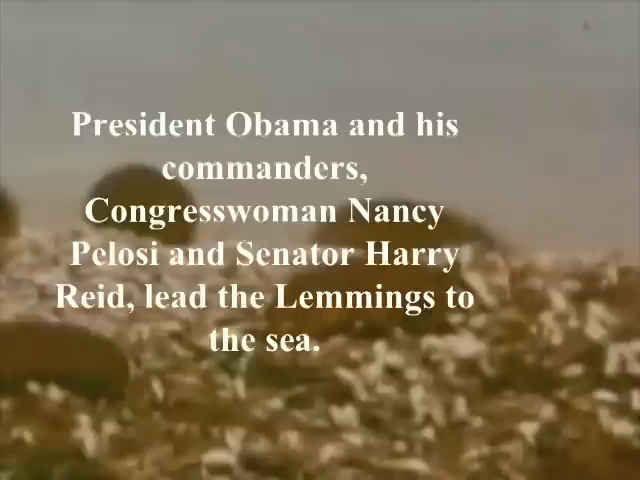 President Obama and his
commanders,
Congresswoman Nancy
Pelosi and Senator Harry
Reid, lead the Lemmings to
the sea.